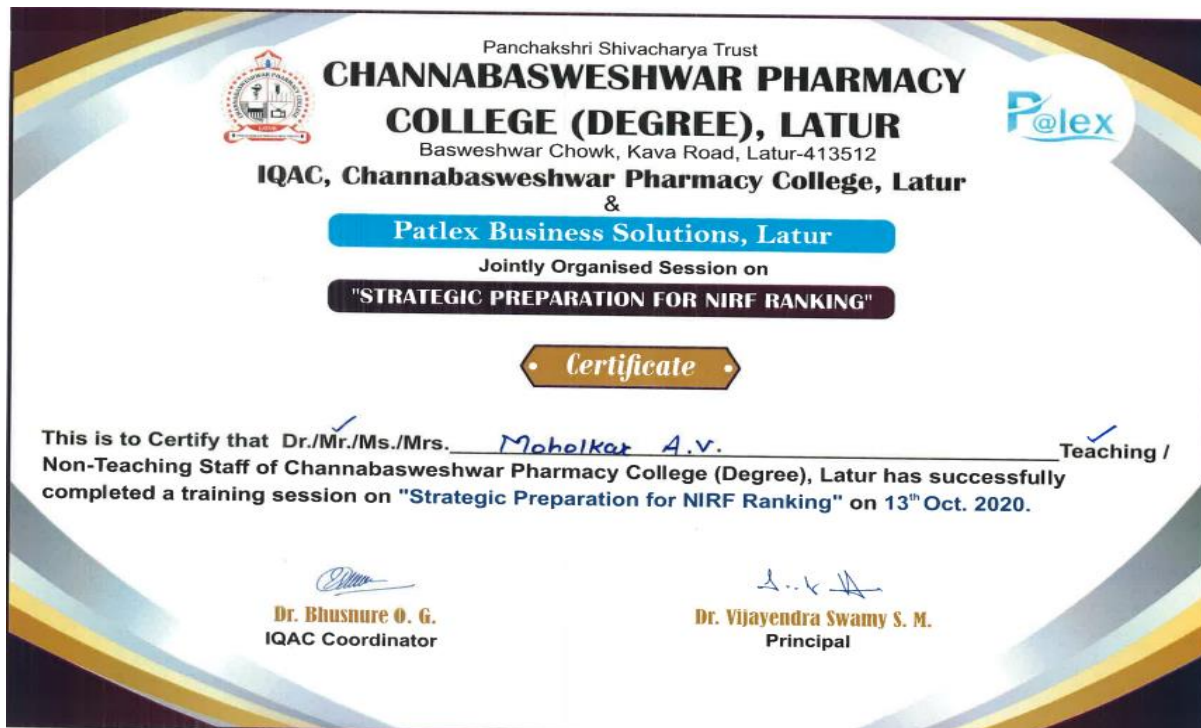 Panchakshri Shivacharya Trust
CHANNABASWESHWAR PHARMACY
COLLEGE (DEGREE), LATUR
Basweshwar Chowk, Kava Road, Latur-413512
IQAC, Channabasweshwar Pharmacy College, Latur
&
Patlex Business Solutions, Latur
Jointly Organised Session on
"STRATEGIC PREPARATION FOR NIRF RANKING"
P@lex
Certificate
This is to Certify that Dr./Mr./Ms./Mrs. Moholkar A.V. Teaching /
Non-Teaching Staff of Channabasweshwar Pharmacy College (Degree), Latur has successfully
completed a training session on "Strategic Preparation for NIRF Ranking" on 13th Oct. 2020.
Dr. Bhusnure O. G.
IQAC Coordinator
Dr. Vijayendra Swamy S. M.
Principal